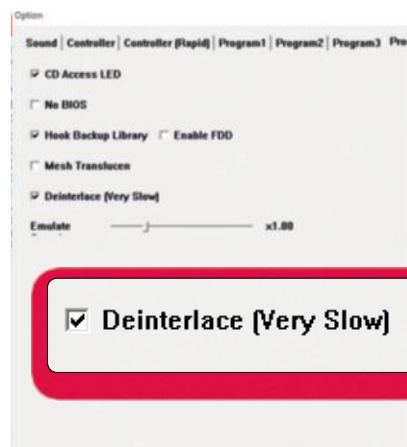 Option
Sound Controller Controller (Rapid) Program1 Program2 Program3
CD Access LED
No BIOS
Hook Backup Library Enable FDD
Mesh Translucen
Deinterlace (Very Slow)
Emulate x1.00
Deinterlace (Very Slow)